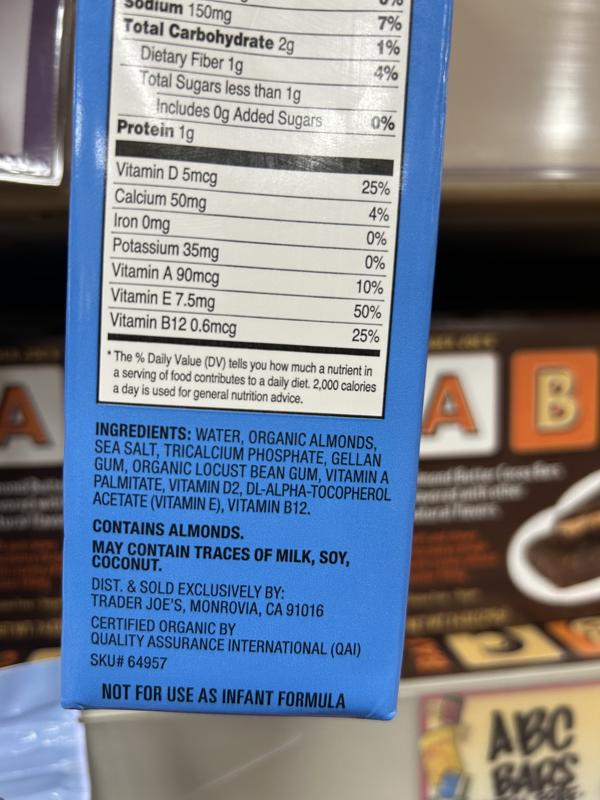 0%
Sodium 150mg 7%
Total Carbohydrate 2g 1%
Dietary Fiber 1g 4%
Total Sugars less than 1g
Includes 0g Added Sugars 0%
Protein 1g
Vitamin D 5mcg 25%
Calcium 50mg 4%
Iron 0mg 0%
Potassium 35mg 0%
Vitamin A 90mcg 10%
Vitamin E 7.5mg 50%
Vitamin B12 0.6mcg 25%
* The % Daily Value (DV) tells you how much a nutrient in
a serving of food contributes to a daily diet. 2,000 calories
a day is used for general nutrition advice.
INGREDIENTS: WATER, ORGANIC ALMONDS,
SEA SALT, TRICALCIUM PHOSPHATE, GELLAN
GUM, ORGANIC LOCUST BEAN GUM, VITAMIN A
PALMITATE, VITAMIN D2, DL-ALPHA-TOCOPHEROL
ACETATE (VITAMIN E), VITAMIN B12.
CONTAINS ALMONDS.
MAY CONTAIN TRACES OF MILK, SOY,
COCONUT.
DIST. & SOLD EXCLUSIVELY BY:
TRADER JOE'S, MONROVIA, CA 91016
CERTIFIED ORGANIC BY
QUALITY ASSURANCE INTERNATIONAL (QAI)
SKU# 64957
NOT FOR USE AS INFANT FORMULA
A
A B
ABC
BARS